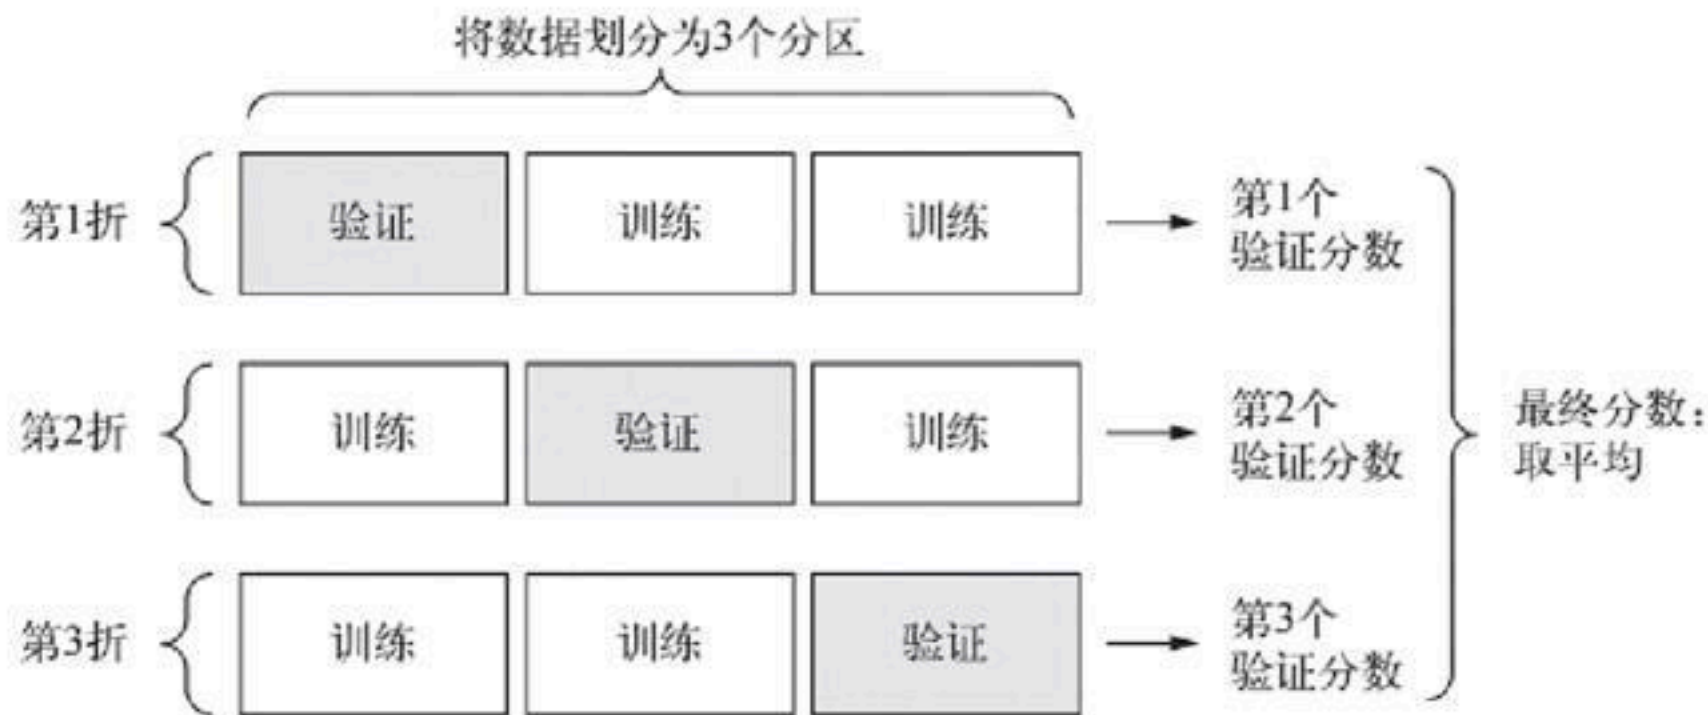 将数据划分为3个分区
第1折
验证
训练
训练
第1个
验证分数
第2折
训练
验证
训练
第2个
验证分数
最终分数：
取平均
第3折
训练
训练
验证
第3个
验证分数